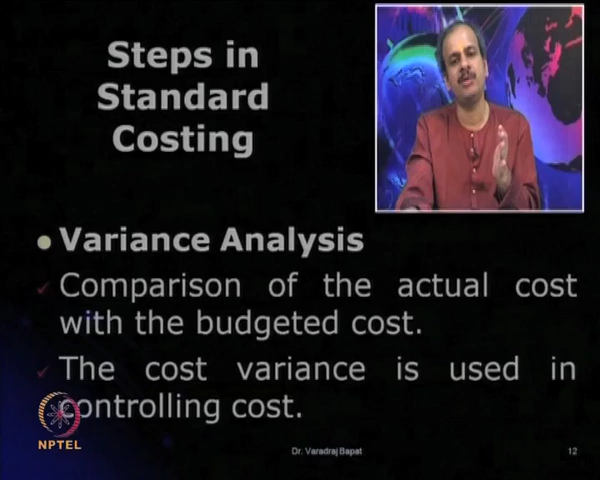 Steps in
Standard
Costing
Variance Analysis
Comparison of the actual cost
with the budgeted cost.
The cost variance is used in
controlling cost.
NPTEL
Dr. Varadraj Bapat
12